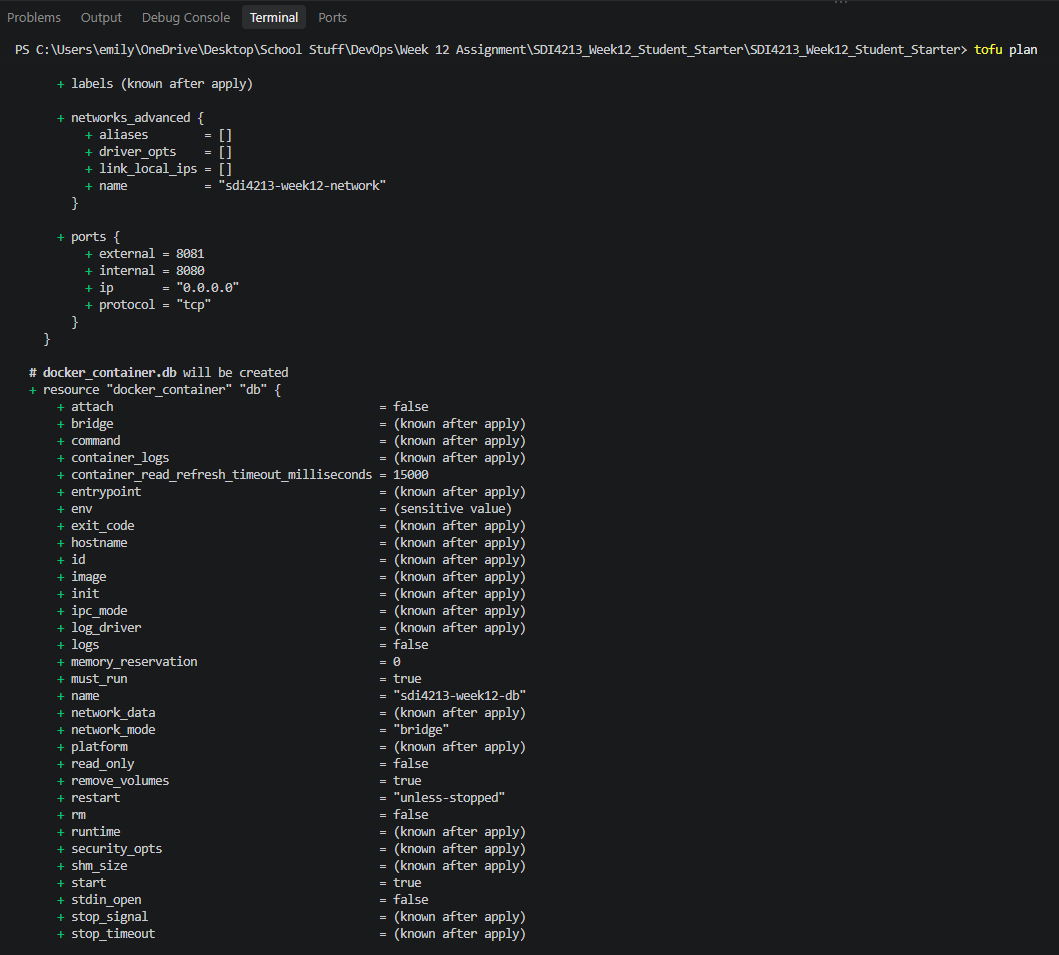 Problems Output Debug Console Terminal Ports
PS C:\Users\emily\OneDrive\Desktop\School Stuff\DevOps\Week 12 Assignment\SDI4213_Week12_Student_Starter\SDI4213_Week12_Student_Starter> tofu plan
+ labels (known after apply)
+ networks_advanced {
+ aliases = []
+ driver_opts = []
+ link_local_ips = []
+ name = "sdi4213-week12-network"
}
+ ports {
+ external = 8081
+ internal = 8080
+ ip = "0.0.0.0"
+ protocol = "tcp"
}
}
# docker_container.db will be created
+ resource "docker_container" "db" {
+ attach = false
+ bridge = (known after apply)
+ command = (known after apply)
+ container_logs = (known after apply)
+ container_read_refresh_timeout_milliseconds = 15000
+ entrypoint = (known after apply)
+ env = (sensitive value)
+ exit_code = (known after apply)
+ hostname = (known after apply)
+ id = (known after apply)
+ image = (known after apply)
+ init = (known after apply)
+ ipc_mode = (known after apply)
+ log_driver = (known after apply)
+ logs = false
+ memory_reservation = 0
+ must_run = true
+ name = "sdi4213-week12-db"
+ network_data = (known after apply)
+ network_mode = "bridge"
+ platform = (known after apply)
+ read_only = false
+ remove_volumes = true
+ restart = "unless-stopped"
+ rm = false
+ runtime = (known after apply)
+ security_opts = (known after apply)
+ shm_size = (known after apply)
+ start = true
+ stdin_open = false
+ stop_signal = (known after apply)
+ stop_timeout = (known after apply)